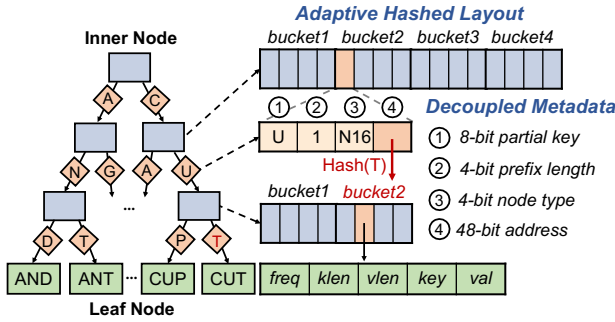 Adaptive Hashed Layout
Inner Node
bucket1 bucket2 bucket3 bucket4
A C
① ② ③ ④
Decoupled Metadata
U 1 N16
① 8-bit partial key
N G A U
Hash(T)
② 4-bit prefix length
...
bucket1 bucket2
③ 4-bit node type
D T P T
④ 48-bit address
AND ANT ... CUP CUT
freq klen vlen key val
Leaf Node